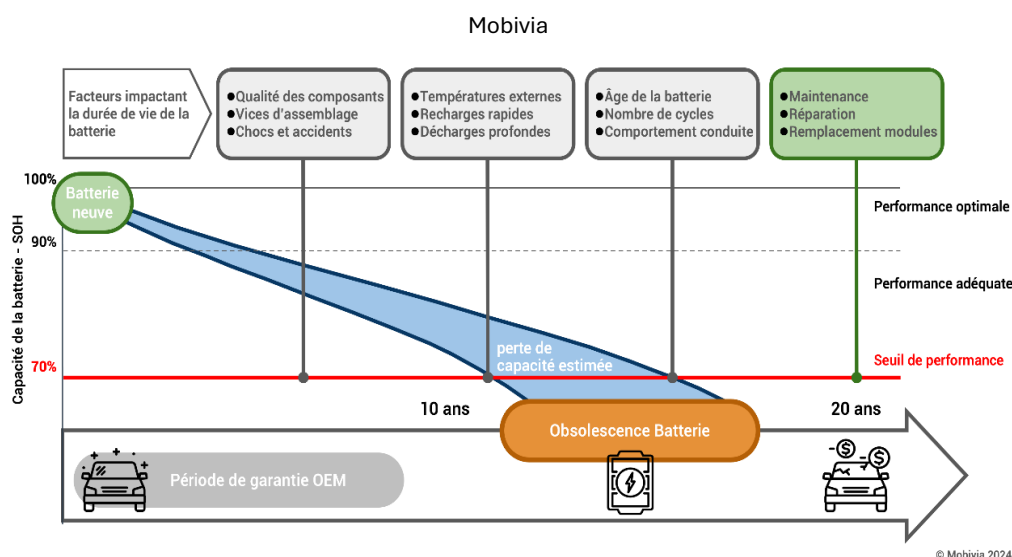 Mobivia
Facteurs impactant
la durée de vie de la
batterie
●Qualité des composants
●Vices d'assemblage
●Chocs et accidents
●Températures externes
●Recharges rapides
●Décharges profondes
●Âge de la batterie
●Nombre de cycles
●Comportement conduite
●Maintenance
●Réparation
●Remplacement modules
100%
Batterie
neuve
Performance optimale
90%
Performance adéquate
Capacité de la batterie - SOH
perte de
capacité estimée
70%
Seuil de performance
10 ans
20 ans
Obsolescence Batterie
Période de garantie OEM
-$
-$
© Mobivia 2024